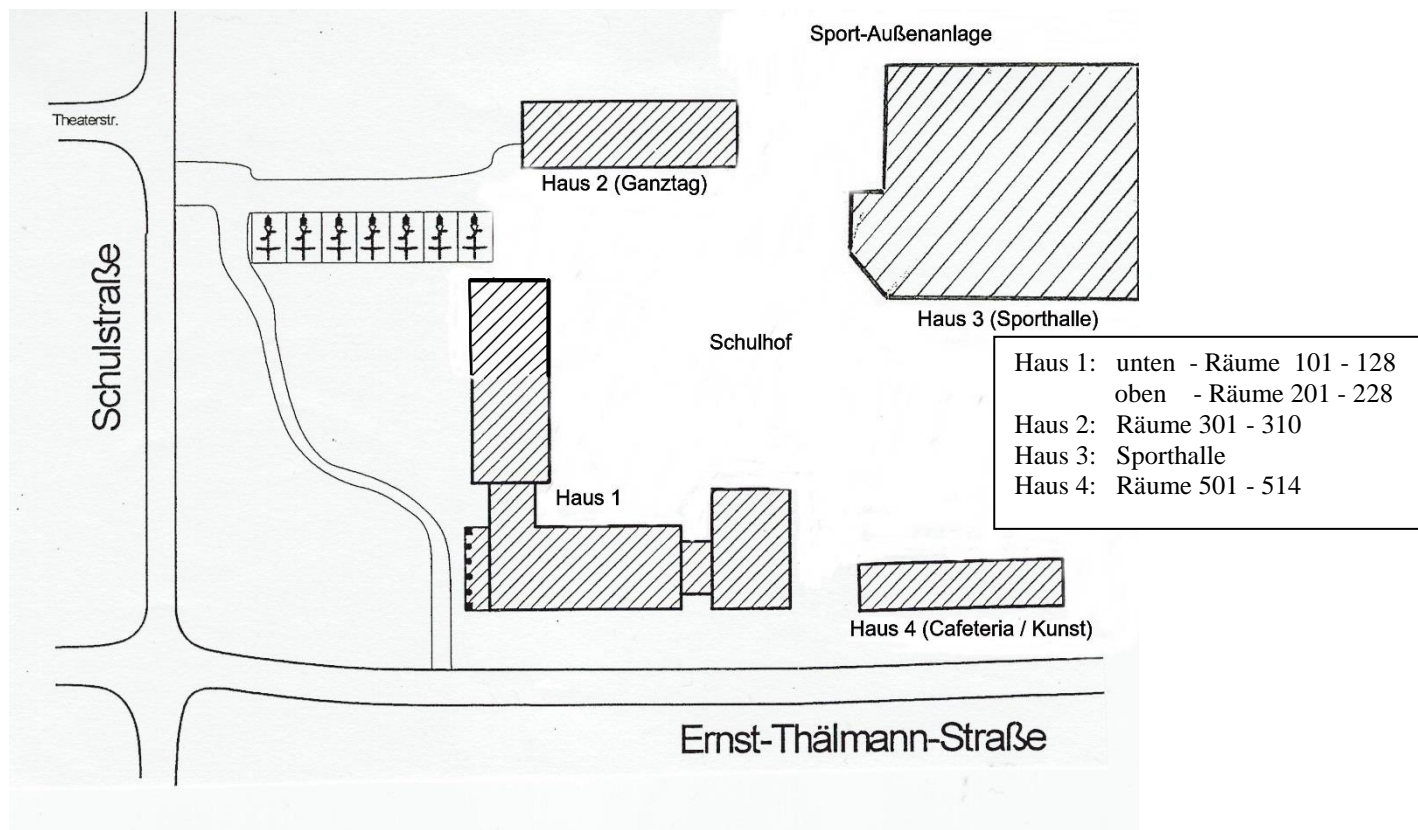 Sport-Außenanlage
Theaterstr.
Haus 2 (Ganztag)
Schulstraße
Haus 3 (Sporthalle)
Schulhof
Haus 1: unten - Räume 101 - 128
oben - Räume 201 - 228
Haus 2: Räume 301 - 310
Haus 3: Sporthalle
Haus 4: Räume 501 - 514
Haus 1
Haus 4 (Cafeteria / Kunst)
Ernst-Thälmann-Straße